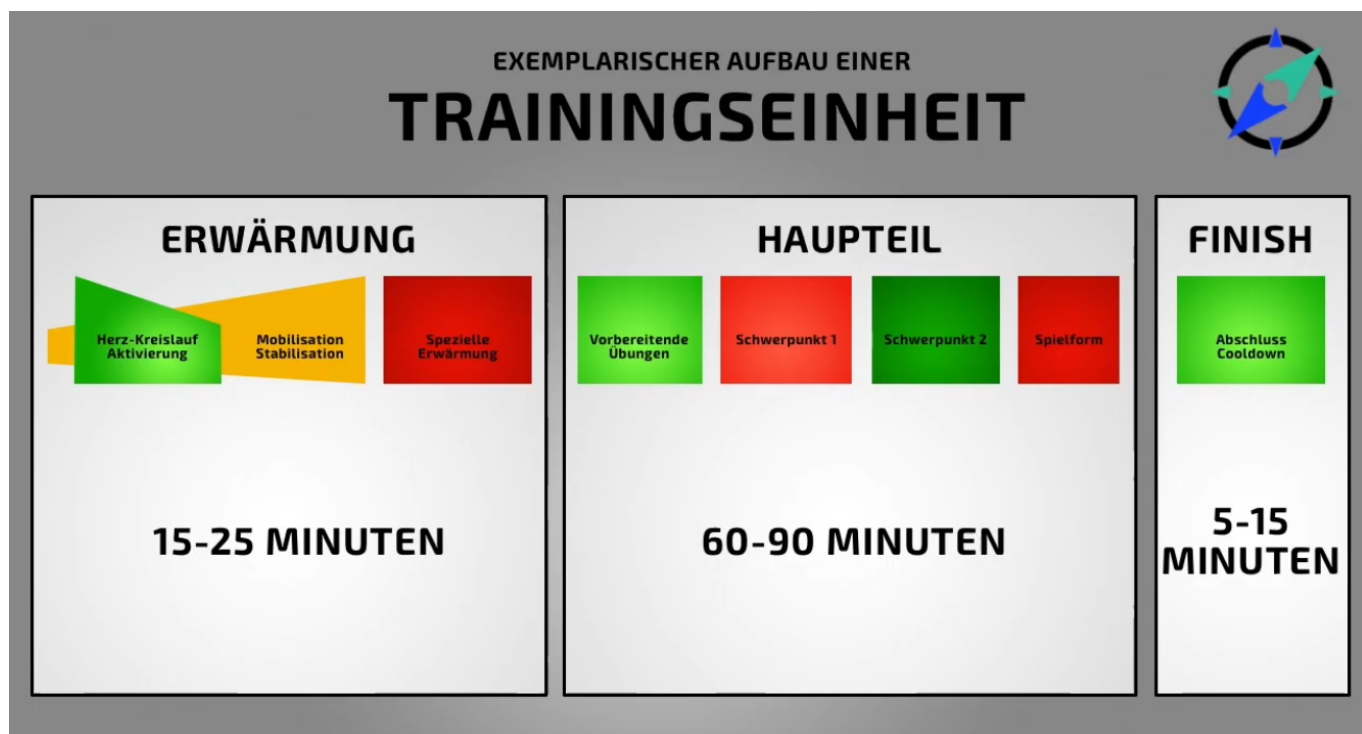 EXEMPLARISCHER AUFBAU EINER
TRAININGSEINHEIT
ERWÄRMUNG
Herz-Kreislauf
Aktivierung
Mobilisation
Stabilisation
Spezielle
Erwärmung
15-25 MINUTEN
HAUPTEIL
Vorbereitende
Übungen
Schwerpunkt 1
Schwerpunkt 2
Spielform
60-90 MINUTEN
FINISH
Abschluss
Cooldown
5-15
MINUTEN